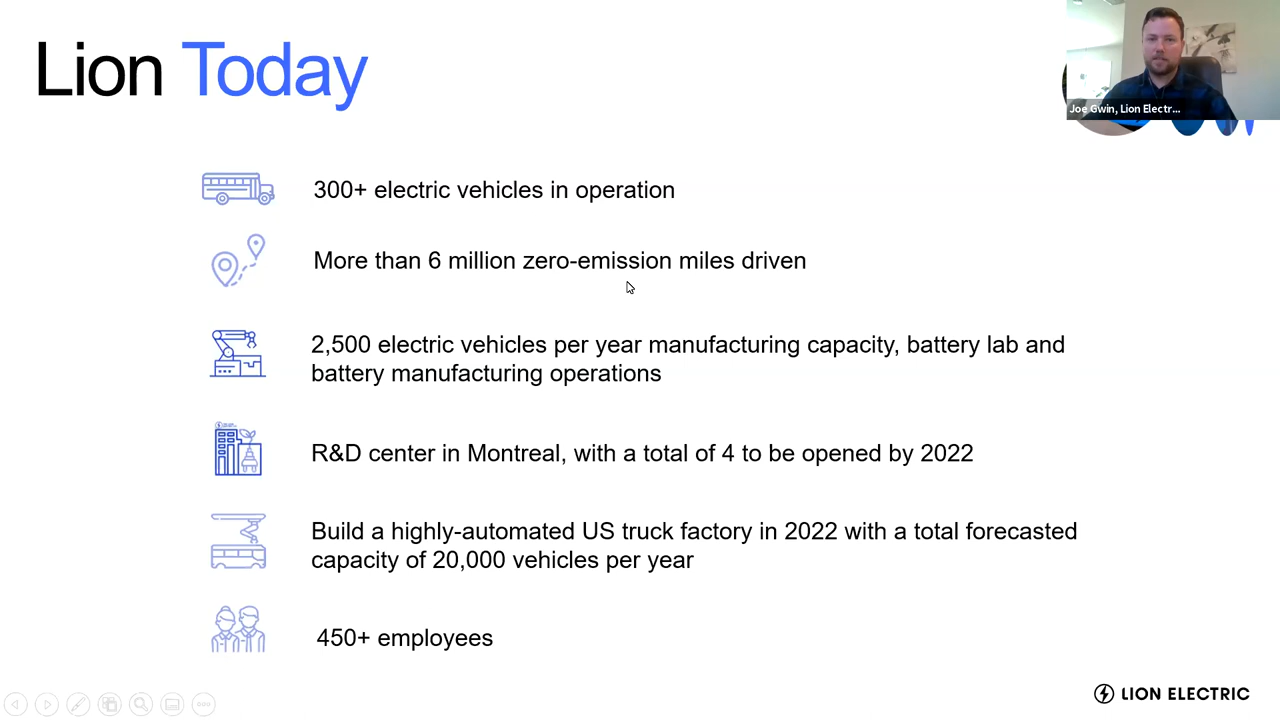 Lion Today
Joe Gwin, Lion Electr...
300+ electric vehicles in operation
More than 6 million zero-emission miles driven
2,500 electric vehicles per year manufacturing capacity, battery lab and
battery manufacturing operations
R&D center in Montreal, with a total of 4 to be opened by 2022
Build a highly-automated US truck factory in 2022 with a total forecasted
capacity of 20,000 vehicles per year
450+ employees
LION ELECTRIC